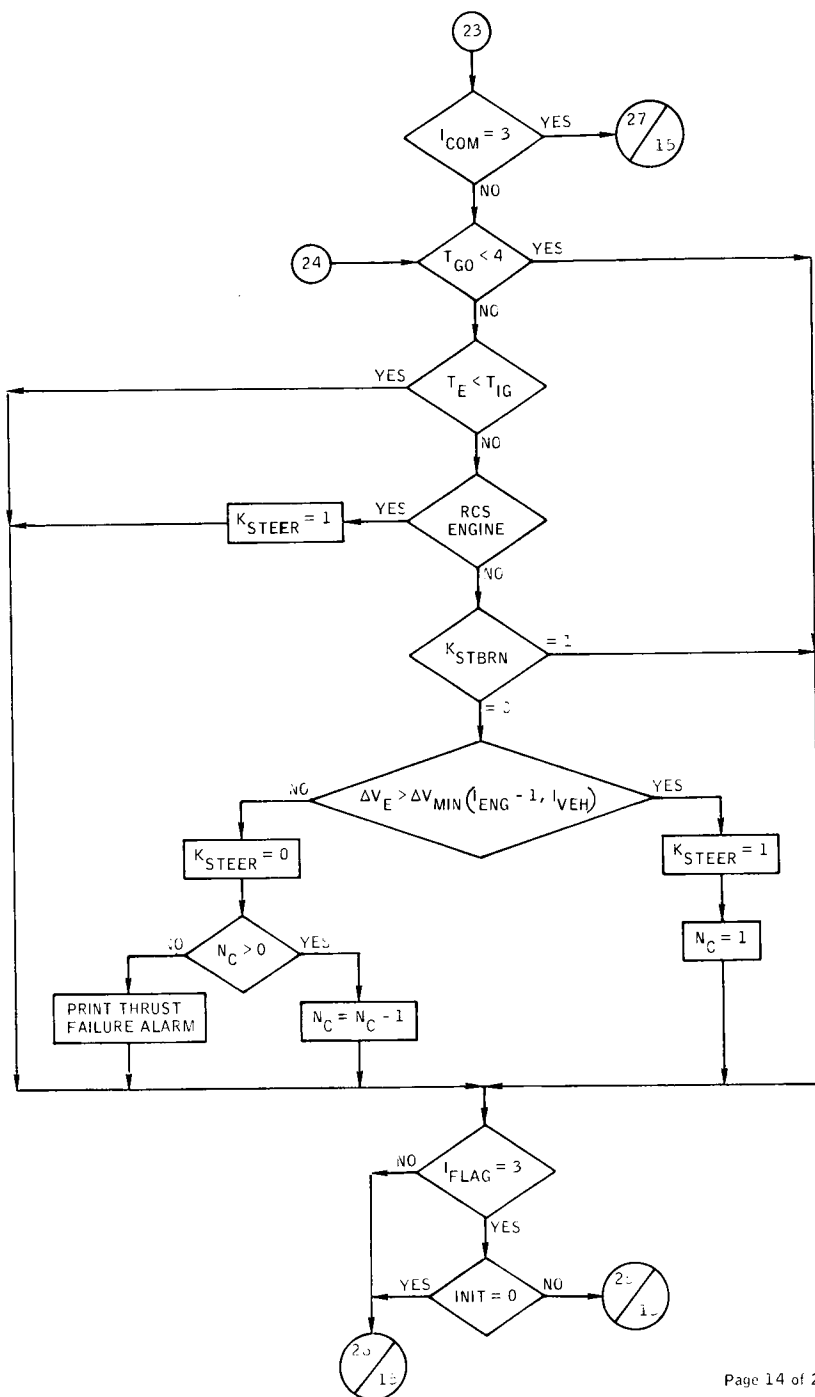 23
I_COM = 3
YES
27
15
NO
24
T_GO < 4
YES
NO
T_E < T_IG
YES
NO
RCS
ENGINE
YES
K_STEER = 1
NO
K_STBRN
= 1
ΔV_E > ΔV_MIN (I_ENG - 1, I_VEH)
NO
YES
K_STEER = 0
K_STEER = 1
N_C > 0
NO
YES
N_C = 1
PRINT THRUST
FAILURE ALARM
N_C = N_C - 1
I_FLAG = 3
NO
YES
INIT = 0
YES
NO
Page 14 of 2